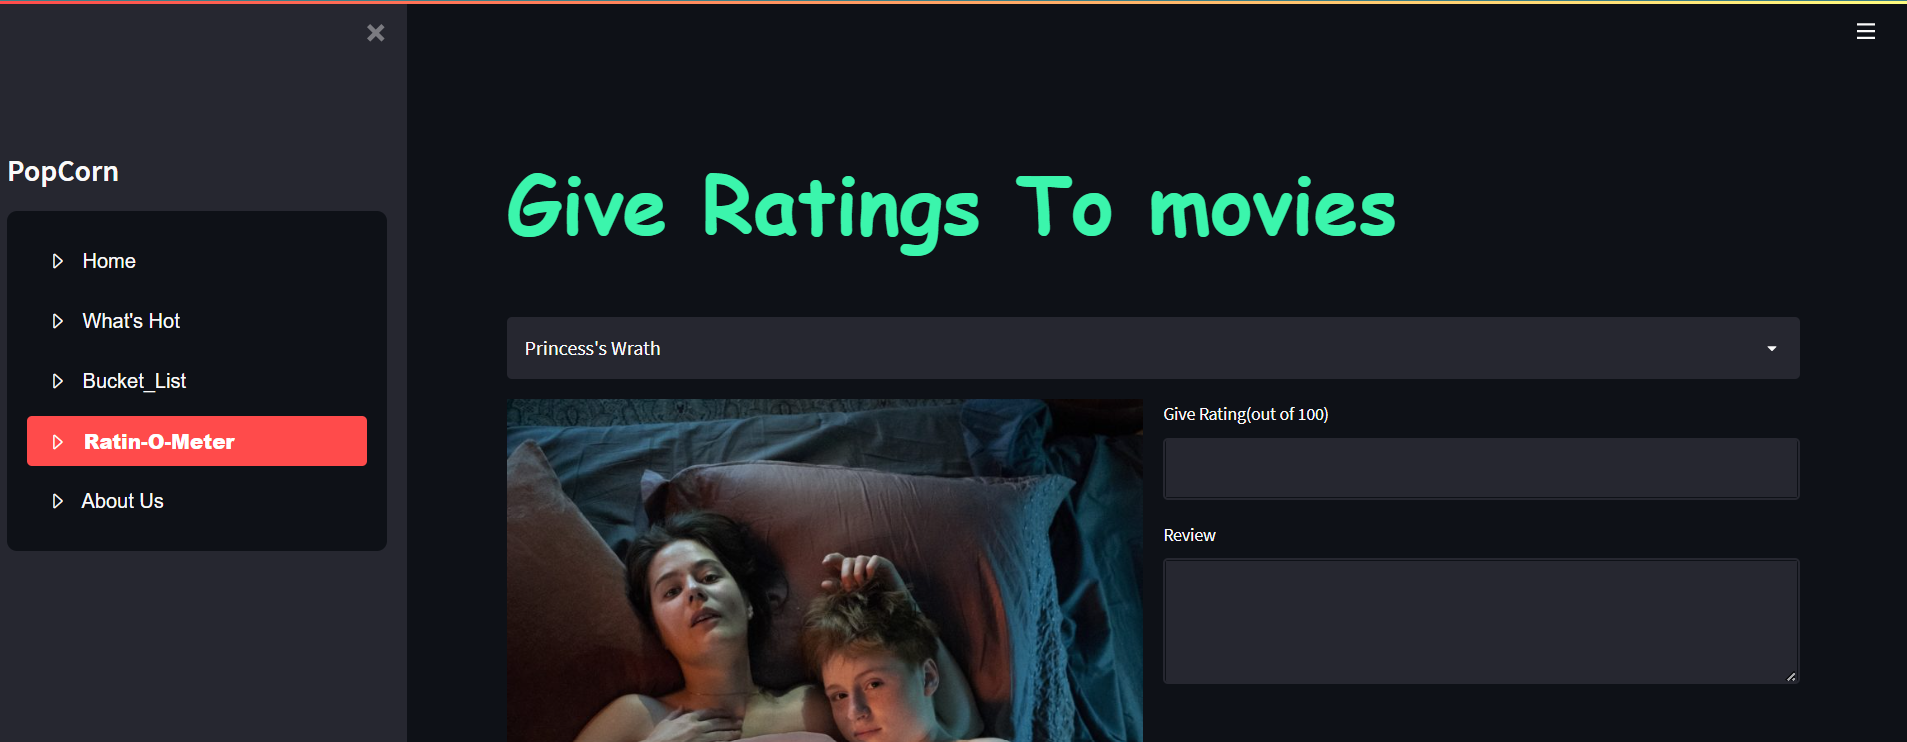 PopCorn
Home
What's Hot
Bucket_List
Ratin-O-Meter
About Us
Give Ratings To movies
Princess's Wrath
Give Rating(out of 100)
Review